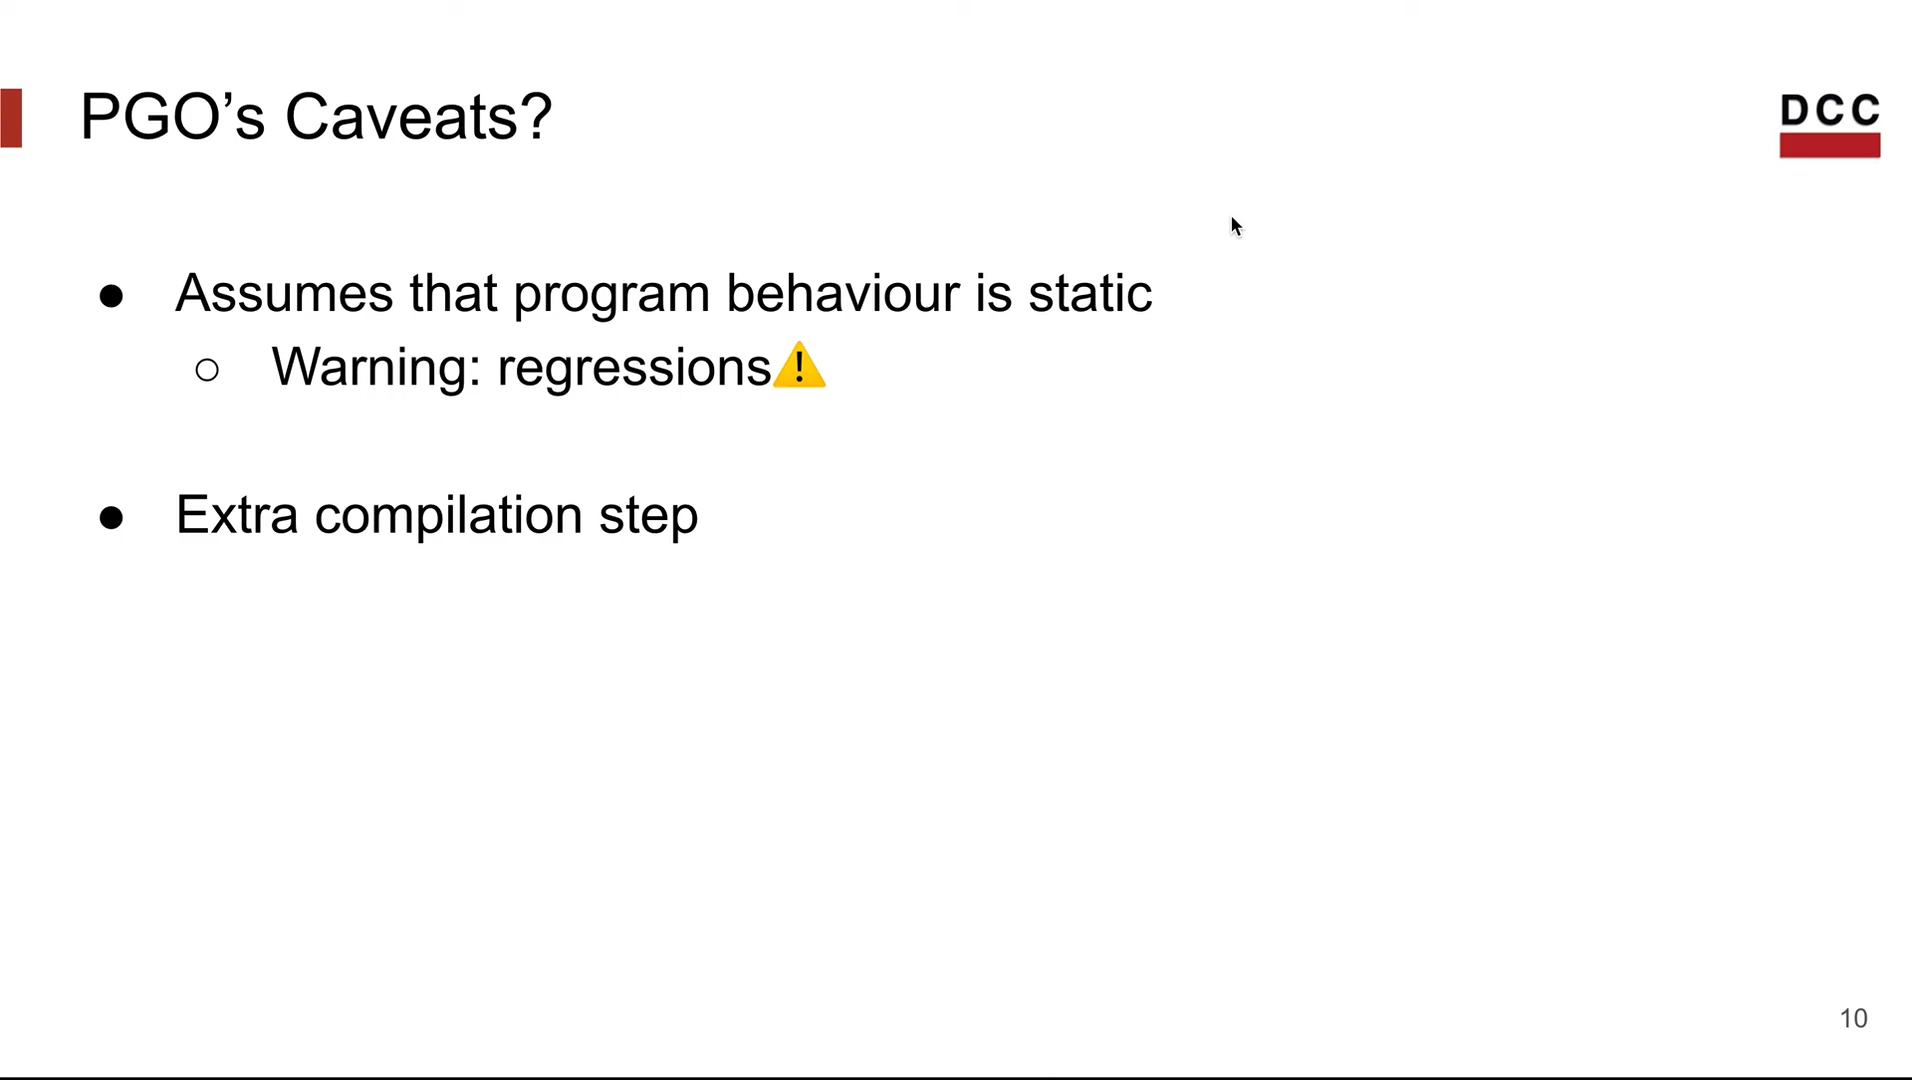 PGO’s Caveats?
DCC
● Assumes that program behaviour is static
○ Warning: regressions⚠️
● Extra compilation step
10